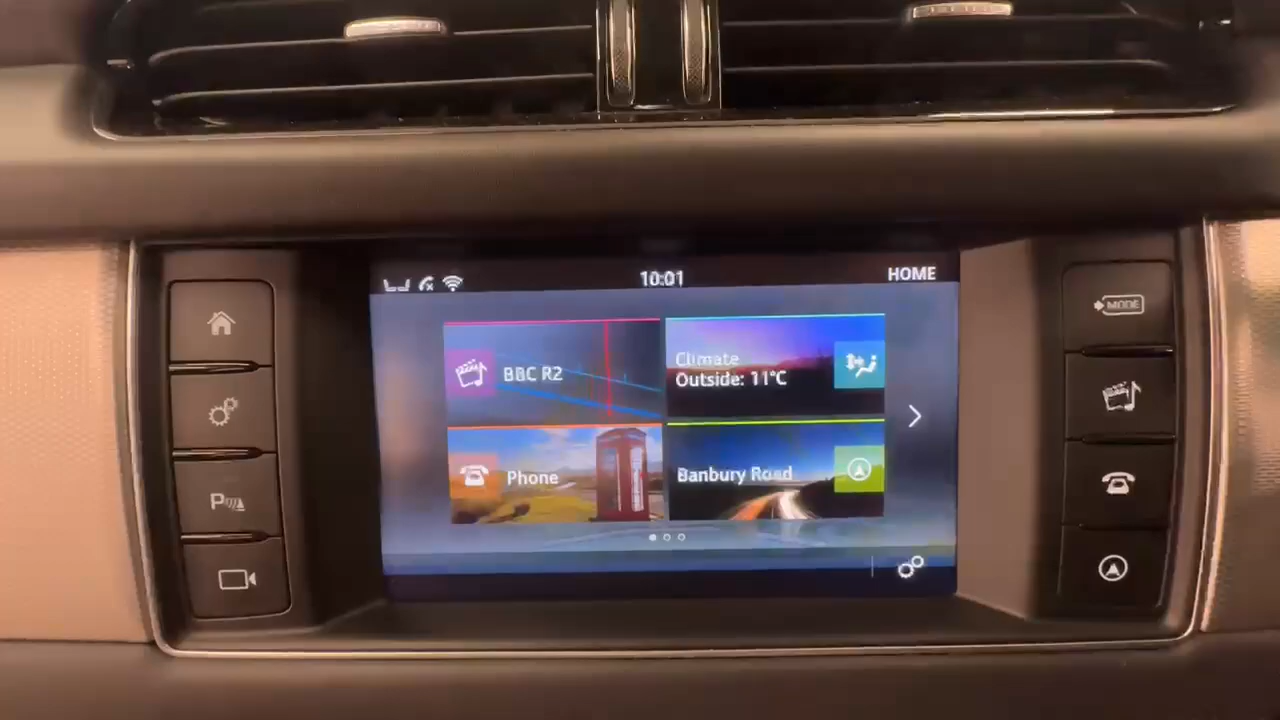 10:01
HOME
BBC R2
Climate
Outside: 11°C
Phone
Banbury Road
P
MODE